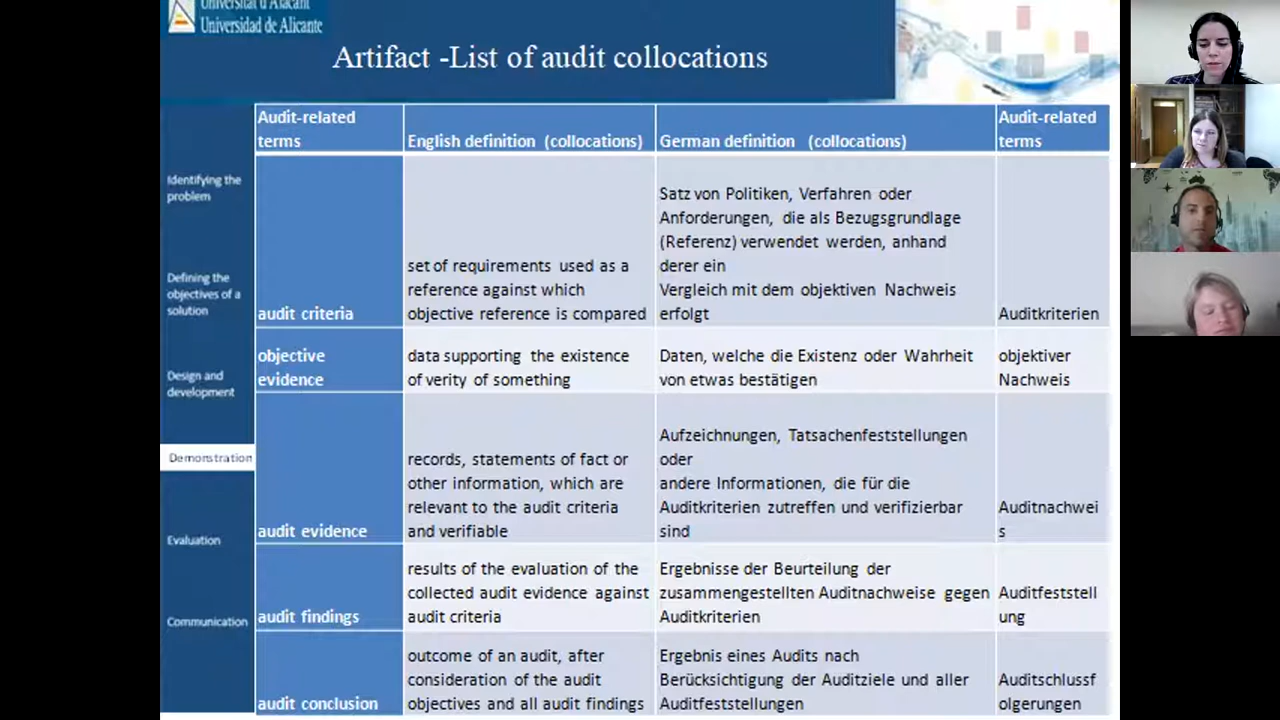 Universitat d'Alacant
Universidad de Alicante
Artifact -List of audit collocations
Identifying the
problem
Defining the
objectives of a
solution
Design and
development
Demonstration
Evaluation
Communication
Audit-related
terms
English definition (collocations)
German definition (collocations)
Audit-related
terms
audit criteria
set of requirements used as a
reference against which
objective reference is compared
Satz von Politiken, Verfahren oder
Anforderungen, die als Bezugsgrundlage
(Referenz) verwendet werden, anhand
derer ein
Vergleich mit dem objektiven Nachweis
erfolgt
Auditkriterien
objective
evidence
data supporting the existence
of verity of something
Daten, welche die Existenz oder Wahrheit
von etwas bestätigen
objektiver
Nachweis
audit evidence
records, statements of fact or
other information, which are
relevant to the audit criteria
and verifiable
Aufzeichnungen, Tatsachenfeststellungen
oder
andere Informationen, die für die
Auditkriterien zutreffen und verifizierbar
sind
Auditnachwei
s
audit findings
results of the evaluation of the
collected audit evidence against
audit criteria
Ergebnisse der Beurteilung der
zusammengestellten Auditnachweise gegen
Auditkriterien
Auditfeststell
ung
audit conclusion
outcome of an audit, after
consideration of the audit
objectives and all audit findings
Ergebnis eines Audits nach
Berücksichtigung der Auditziele und aller
Auditfeststellungen
Auditschlussf
olgerungen